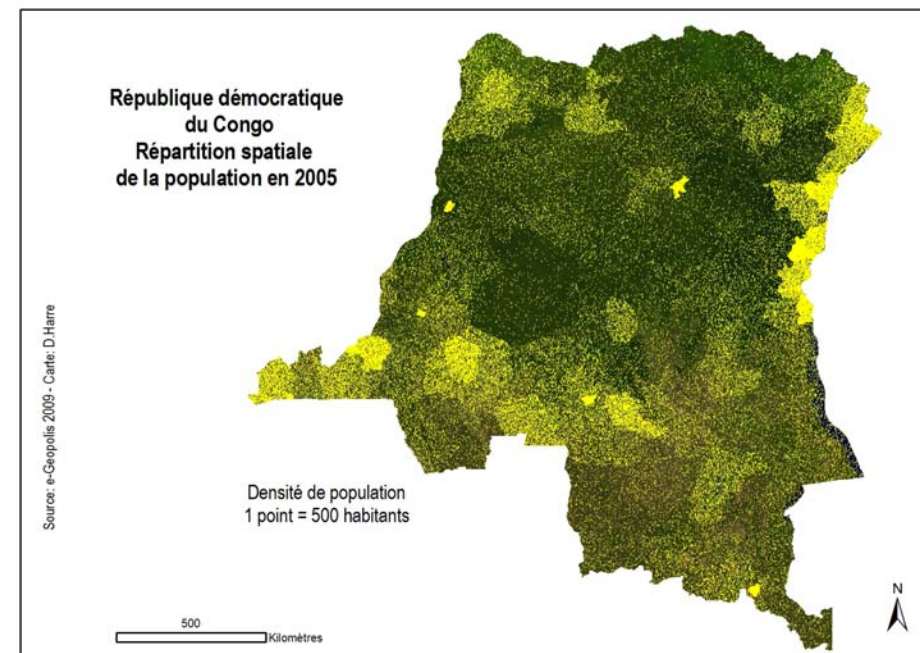 République démocratique
du Congo
Répartition spatiale
de la population en 2005
Source: e-Geopolis 2009 - Carte: D.Harre
Densité de population
1 point = 500 habitants
500
Kilomètres
N